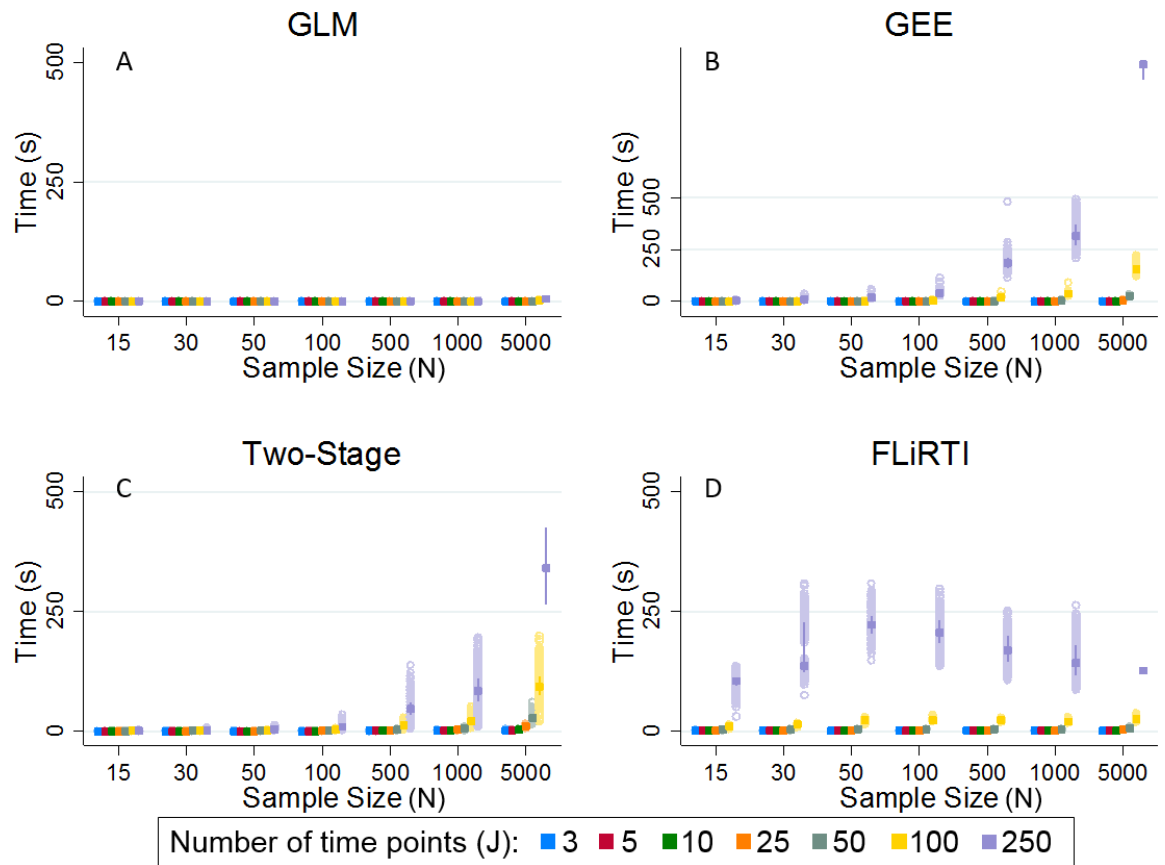 GLM
A
500
250
0
Time (s)
15 30 50 100 500 1000 5000
Sample Size (N)
GEE
B
500
250
0
Time (s)
15 30 50 100 500 1000 5000
Sample Size (N)
Two-Stage
C
500
250
0
Time (s)
15 30 50 100 500 1000 5000
Sample Size (N)
FLiRTI
D
500
250
0
Time (s)
15 30 50 100 500 1000 5000
Sample Size (N)
Number of time points (J): 3 5 10 25 50 100 250